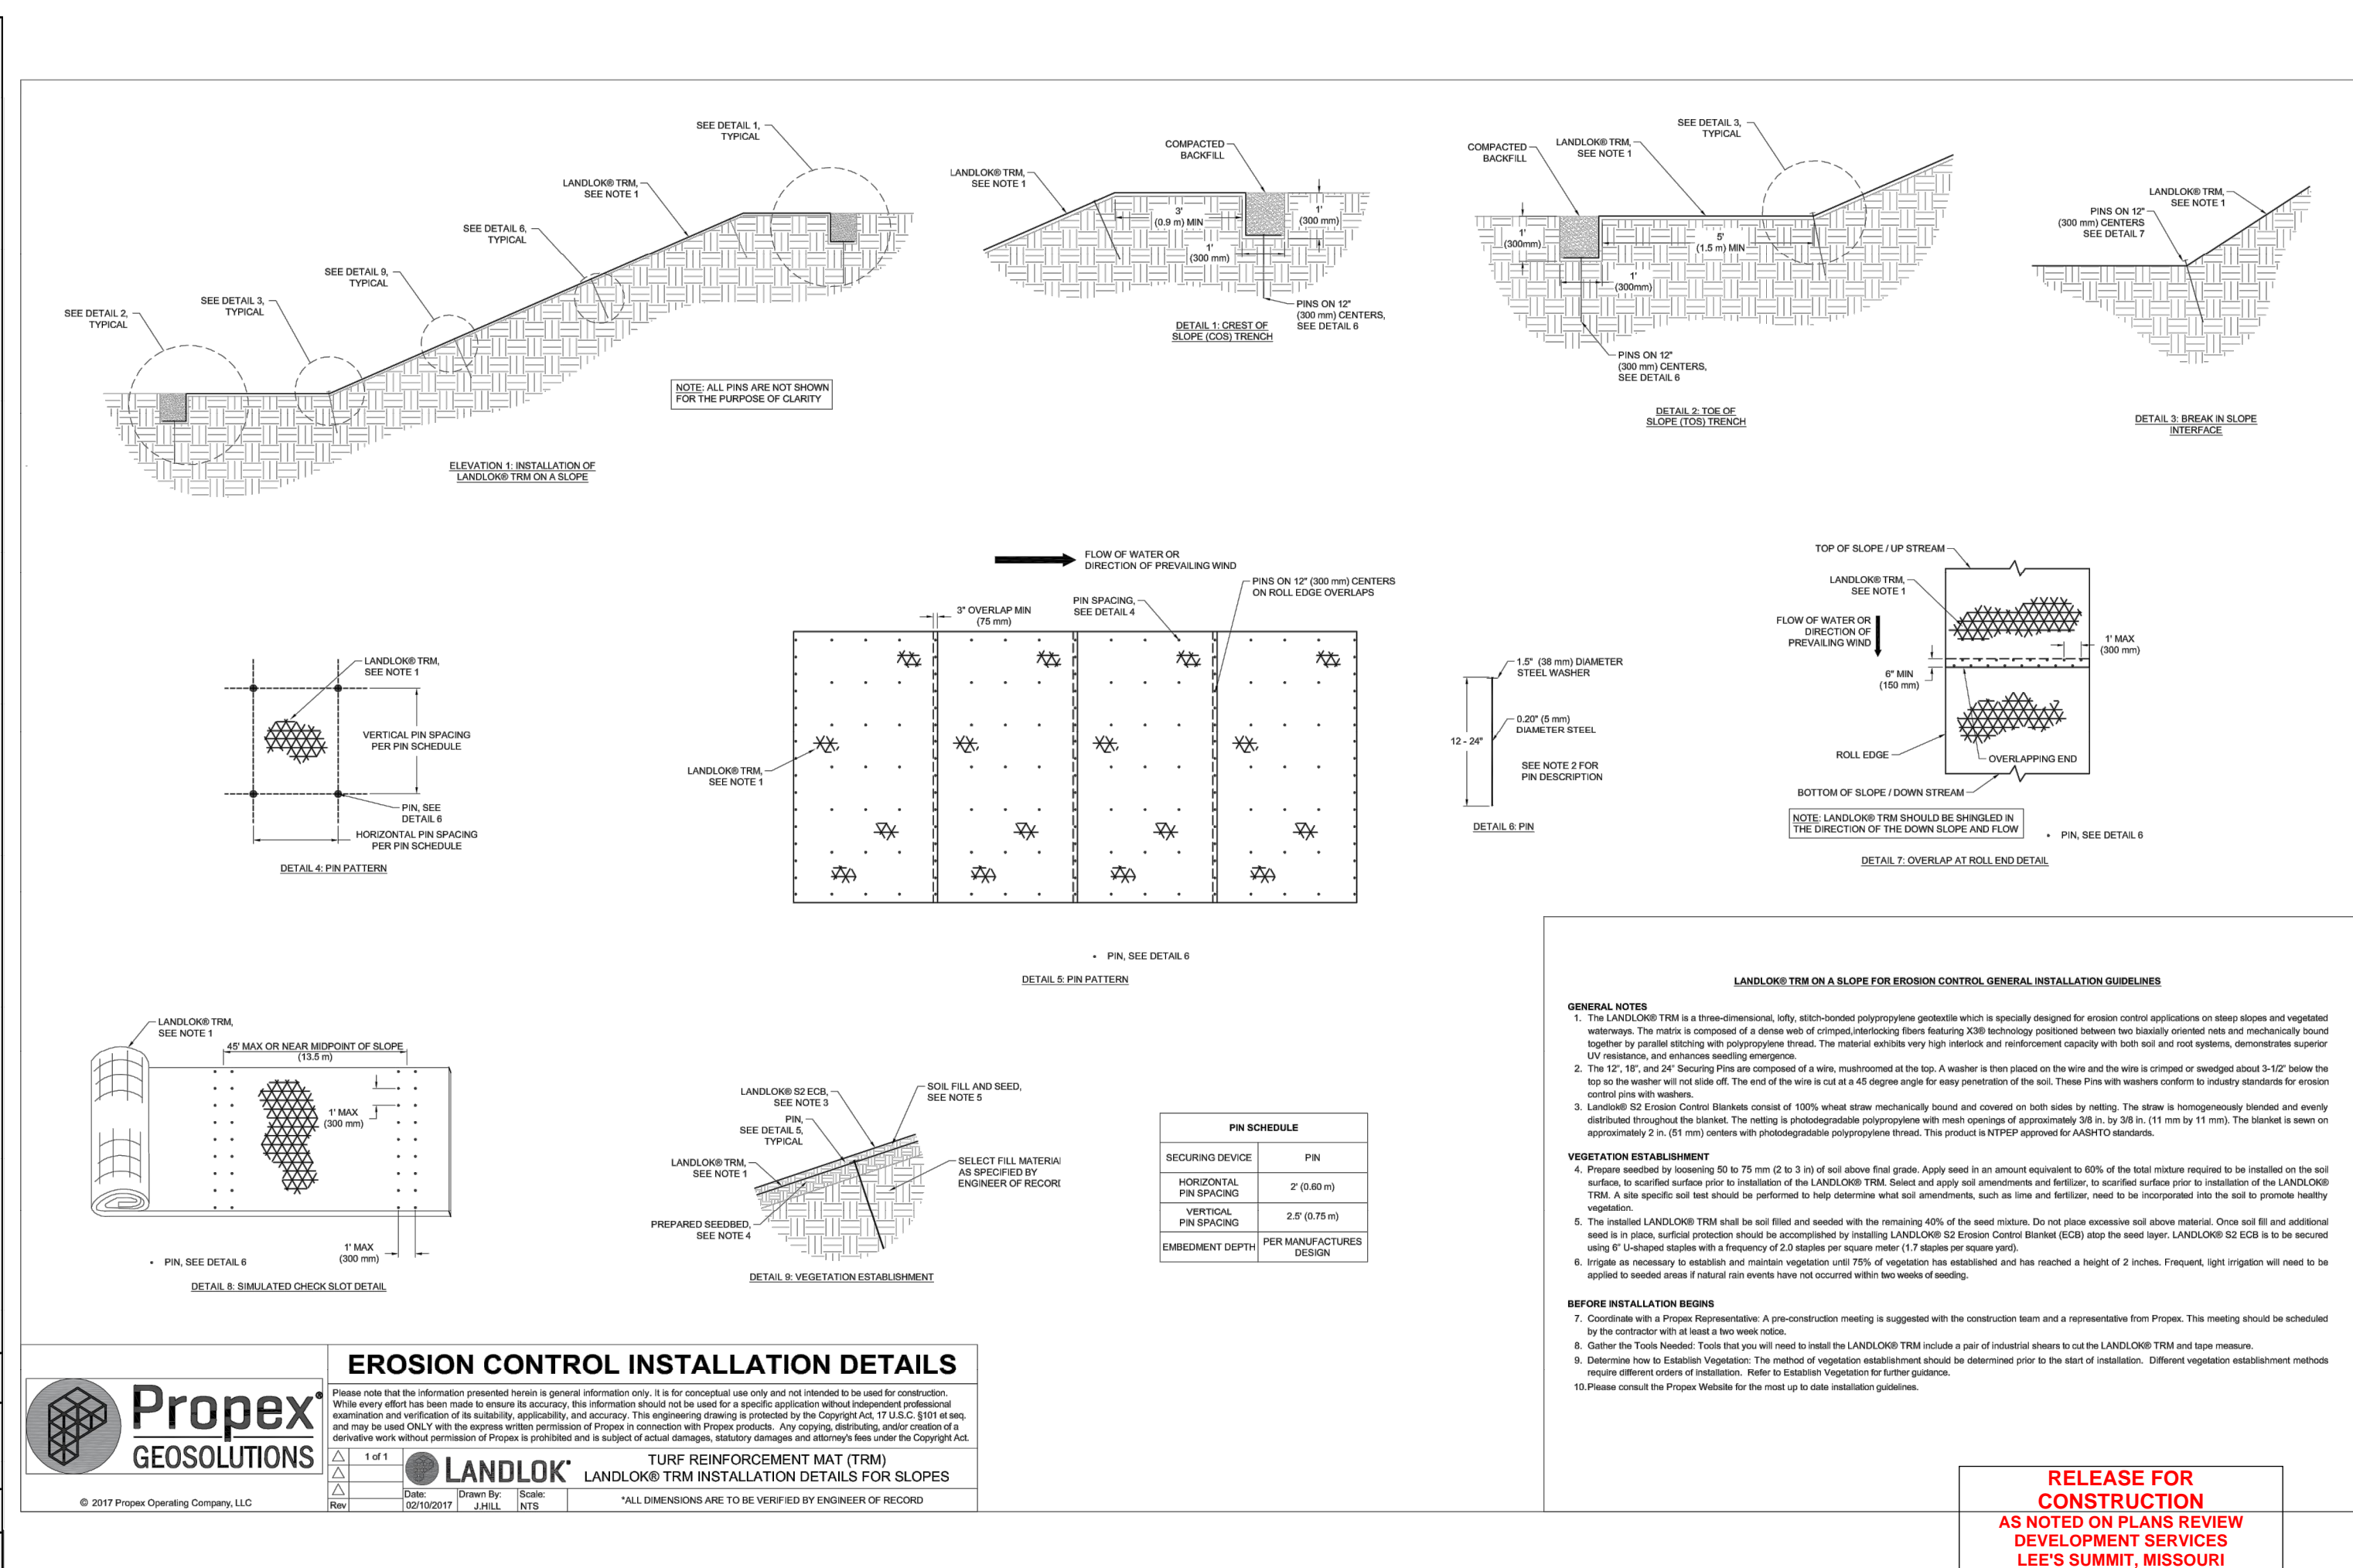 SEE DETAIL 1,
TYPICAL
LANDLOK® TRM,
SEE NOTE 1
SEE DETAIL 6,
TYPICAL
SEE DETAIL 9,
TYPICAL
SEE DETAIL 3,
TYPICAL
SEE DETAIL 2,
TYPICAL
NOTE: ALL PINS ARE NOT SHOWN
FOR THE PURPOSE OF CLARITY
ELEVATION 1: INSTALLATION OF
LANDLOK® TRM ON A SLOPE
COMPACTED
BACKFILL
LANDLOK® TRM,
SEE NOTE 1
3'
(0.9 m) MIN
1'
(300 mm)
1'
(300 mm)
PINS ON 12"
(300 mm) CENTERS,
SEE DETAIL 6
DETAIL 1: CREST OF
SLOPE (COS) TRENCH
SEE DETAIL 3,
TYPICAL
COMPACTED
BACKFILL
LANDLOK® TRM,
SEE NOTE 1
1'
(300mm)
5'
(1.5 m) MIN
1'
(300mm)
PINS ON 12"
(300 mm) CENTERS,
SEE DETAIL 6
DETAIL 2: TOE OF
SLOPE (TOS) TRENCH
LANDLOK® TRM,
SEE NOTE 1
PINS ON 12"
(300 mm) CENTERS
SEE DETAIL 7
DETAIL 3: BREAK IN SLOPE
INTERFACE
LANDLOK® TRM,
SEE NOTE 1
VERTICAL PIN SPACING
PER PIN SCHEDULE
PIN, SEE
DETAIL 6
HORIZONTAL PIN SPACING
PER PIN SCHEDULE
DETAIL 4: PIN PATTERN
FLOW OF WATER OR
DIRECTION OF PREVAILING WIND
PINS ON 12" (300 mm) CENTERS
ON ROLL EDGE OVERLAPS
PIN SPACING,
SEE DETAIL 4
3" OVERLAP MIN
(75 mm)
LANDLOK® TRM,
SEE NOTE 1
• PIN, SEE DETAIL 6
DETAIL 5: PIN PATTERN
1.5" (38 mm) DIAMETER
STEEL WASHER
0.20" (5 mm)
DIAMETER STEEL
12 - 24"
SEE NOTE 2 FOR
PIN DESCRIPTION
DETAIL 6: PIN
TOP OF SLOPE / UP STREAM
LANDLOK® TRM,
SEE NOTE 1
FLOW OF WATER OR
DIRECTION OF
PREVAILING WIND
1' MAX
(300 mm)
6" MIN
(150 mm)
ROLL EDGE
OVERLAPPING END
BOTTOM OF SLOPE / DOWN STREAM
NOTE: LANDLOK® TRM SHOULD BE SHINGLED IN
THE DIRECTION OF THE DOWN SLOPE AND FLOW
• PIN, SEE DETAIL 6
DETAIL 7: OVERLAP AT ROLL END DETAIL
LANDLOK® TRM,
SEE NOTE 1
45' MAX OR NEAR MIDPOINT OF SLOPE
(13.5 m)
1' MAX
(300 mm)
1' MAX
(300 mm)
• PIN, SEE DETAIL 6
DETAIL 8: SIMULATED CHECK SLOT DETAIL
LANDLOK® S2 ECB,
SEE NOTE 3
SOIL FILL AND SEED,
SEE NOTE 5
PIN,
SEE DETAIL 5,
TYPICAL
LANDLOK® TRM,
SEE NOTE 1
SELECT FILL MATERIA
AS SPECIFIED BY
ENGINEER OF RECORD
PREPARED SEEDBED,
SEE NOTE 4
DETAIL 9: VEGETATION ESTABLISHMENT
PIN SCHEDULE
SECURING DEVICE PIN
HORIZONTAL
PIN SPACING 2' (0.60 m)
VERTICAL
PIN SPACING 2.5' (0.75 m)
EMBEDMENT DEPTH PER MANUFACTURES
DESIGN
LANDLOK® TRM ON A SLOPE FOR EROSION CONTROL GENERAL INSTALLATION GUIDELINES
GENERAL NOTES
1. The LANDLOK® TRM is a three-dimensional, lofty, stitch-bonded polypropylene geotextile which is specially designed for erosion control applications on steep slopes and vegetated
waterways. The matrix is composed of a dense web of crimped,interlocking fibers featuring X3® technology positioned between two biaxially oriented nets and mechanically bound
together by parallel stitching with polypropylene thread. The material exhibits very high interlock and reinforcement capacity with both soil and root systems, demonstrates superior
UV resistance, and enhances seedling emergence.
2. The 12", 18", and 24" Securing Pins are composed of a wire, mushroomed at the top. A washer is then placed on the wire and the wire is crimped or swedged about 3-1/2" below the
top so the washer will not slide off. The end of the wire is cut at a 45 degree angle for easy penetration of the soil. These Pins with washers conform to industry standards for erosion
control pins with washers.
3. Landlok® S2 Erosion Control Blankets consist of 100% wheat straw mechanically bound and covered on both sides by netting. The straw is homogeneously blended and evenly
distributed throughout the blanket. The netting is photodegradable polypropylene with mesh openings of approximately 3/8 in. by 3/8 in. (11 mm by 11 mm). The blanket is sewn on
approximately 2 in. (51 mm) centers with photodegradable polypropylene thread. This product is NTPEP approved for AASHTO standards.
VEGETATION ESTABLISHMENT
4. Prepare seedbed by loosening 50 to 75 mm (2 to 3 in) of soil above final grade. Apply seed in an amount equivalent to 60% of the total mixture required to be installed on the soil
surface, to scarified surface prior to installation of the LANDLOK® TRM. Select and apply soil amendments and fertilizer, to scarified surface prior to installation of the LANDLOK®
TRM. A site specific soil test should be performed to help determine what soil amendments, such as lime and fertilizer, need to be incorporated into the soil to promote healthy
vegetation.
5. The installed LANDLOK® TRM shall be soil filled and seeded with the remaining 40% of the seed mixture. Do not place excessive soil above material. Once soil fill and additional
seed is in place, surficial protection should be accomplished by installing LANDLOK® S2 Erosion Control Blanket (ECB) atop the seed layer. LANDLOK® S2 ECB is to be secured
using 6" U-shaped staples with a frequency of 2.0 staples per square meter (1.7 staples per square yard).
6. Irrigate as necessary to establish and maintain vegetation until 75% of vegetation has established and has reached a height of 2 inches. Frequent, light irrigation will need to be
applied to seeded areas if natural rain events have not occurred within two weeks of seeding.
BEFORE INSTALLATION BEGINS
7. Coordinate with a Propex Representative: A pre-construction meeting is suggested with the construction team and a representative from Propex. This meeting should be scheduled
by the contractor with at least a two week notice.
8. Gather the Tools Needed: Tools that you will need to install the LANDLOK® TRM include a pair of industrial shears to cut the LANDLOK® TRM and tape measure.
9. Determine how to Establish Vegetation: The method of vegetation establishment should be determined prior to the start of installation. Different vegetation establishment methods
require different orders of installation. Refer to Establish Vegetation for further guidance.
10.Please consult the Propex Website for the most up to date installation guidelines.
Propex®
GEOSOLUTIONS
© 2017 Propex Operating Company, LLC
EROSION CONTROL INSTALLATION DETAILS
Please note that the information presented herein is general information only. It is for conceptual use only and not intended to be used for construction.
While every effort has been made to ensure its accuracy, this information should not be used for a specific application without independent professional
examination and verification of its suitability, applicability, and accuracy. This engineering drawing is protected by the Copyright Act, 17 U.S.C. §101 et seq.
and may be used ONLY with the express written permission of Propex in connection with Propex products. Any copying, distributing, and/or creation of a
derivative work without permission of Propex is prohibited and is subject of actual damages, statutory damages and attorney's fees under the Copyright Act.
1 of 1
Rev
LANDLOK
TURF REINFORCEMENT MAT (TRM)
LANDLOK® TRM INSTALLATION DETAILS FOR SLOPES
Date: Drawn By: Scale:
02/10/2017 J.HILL NTS
*ALL DIMENSIONS ARE TO BE VERIFIED BY ENGINEER OF RECORD
RELEASE FOR
CONSTRUCTION
AS NOTED ON PLANS REVIEW
DEVELOPMENT SERVICES
LEE'S SUMMIT, MISSOURI